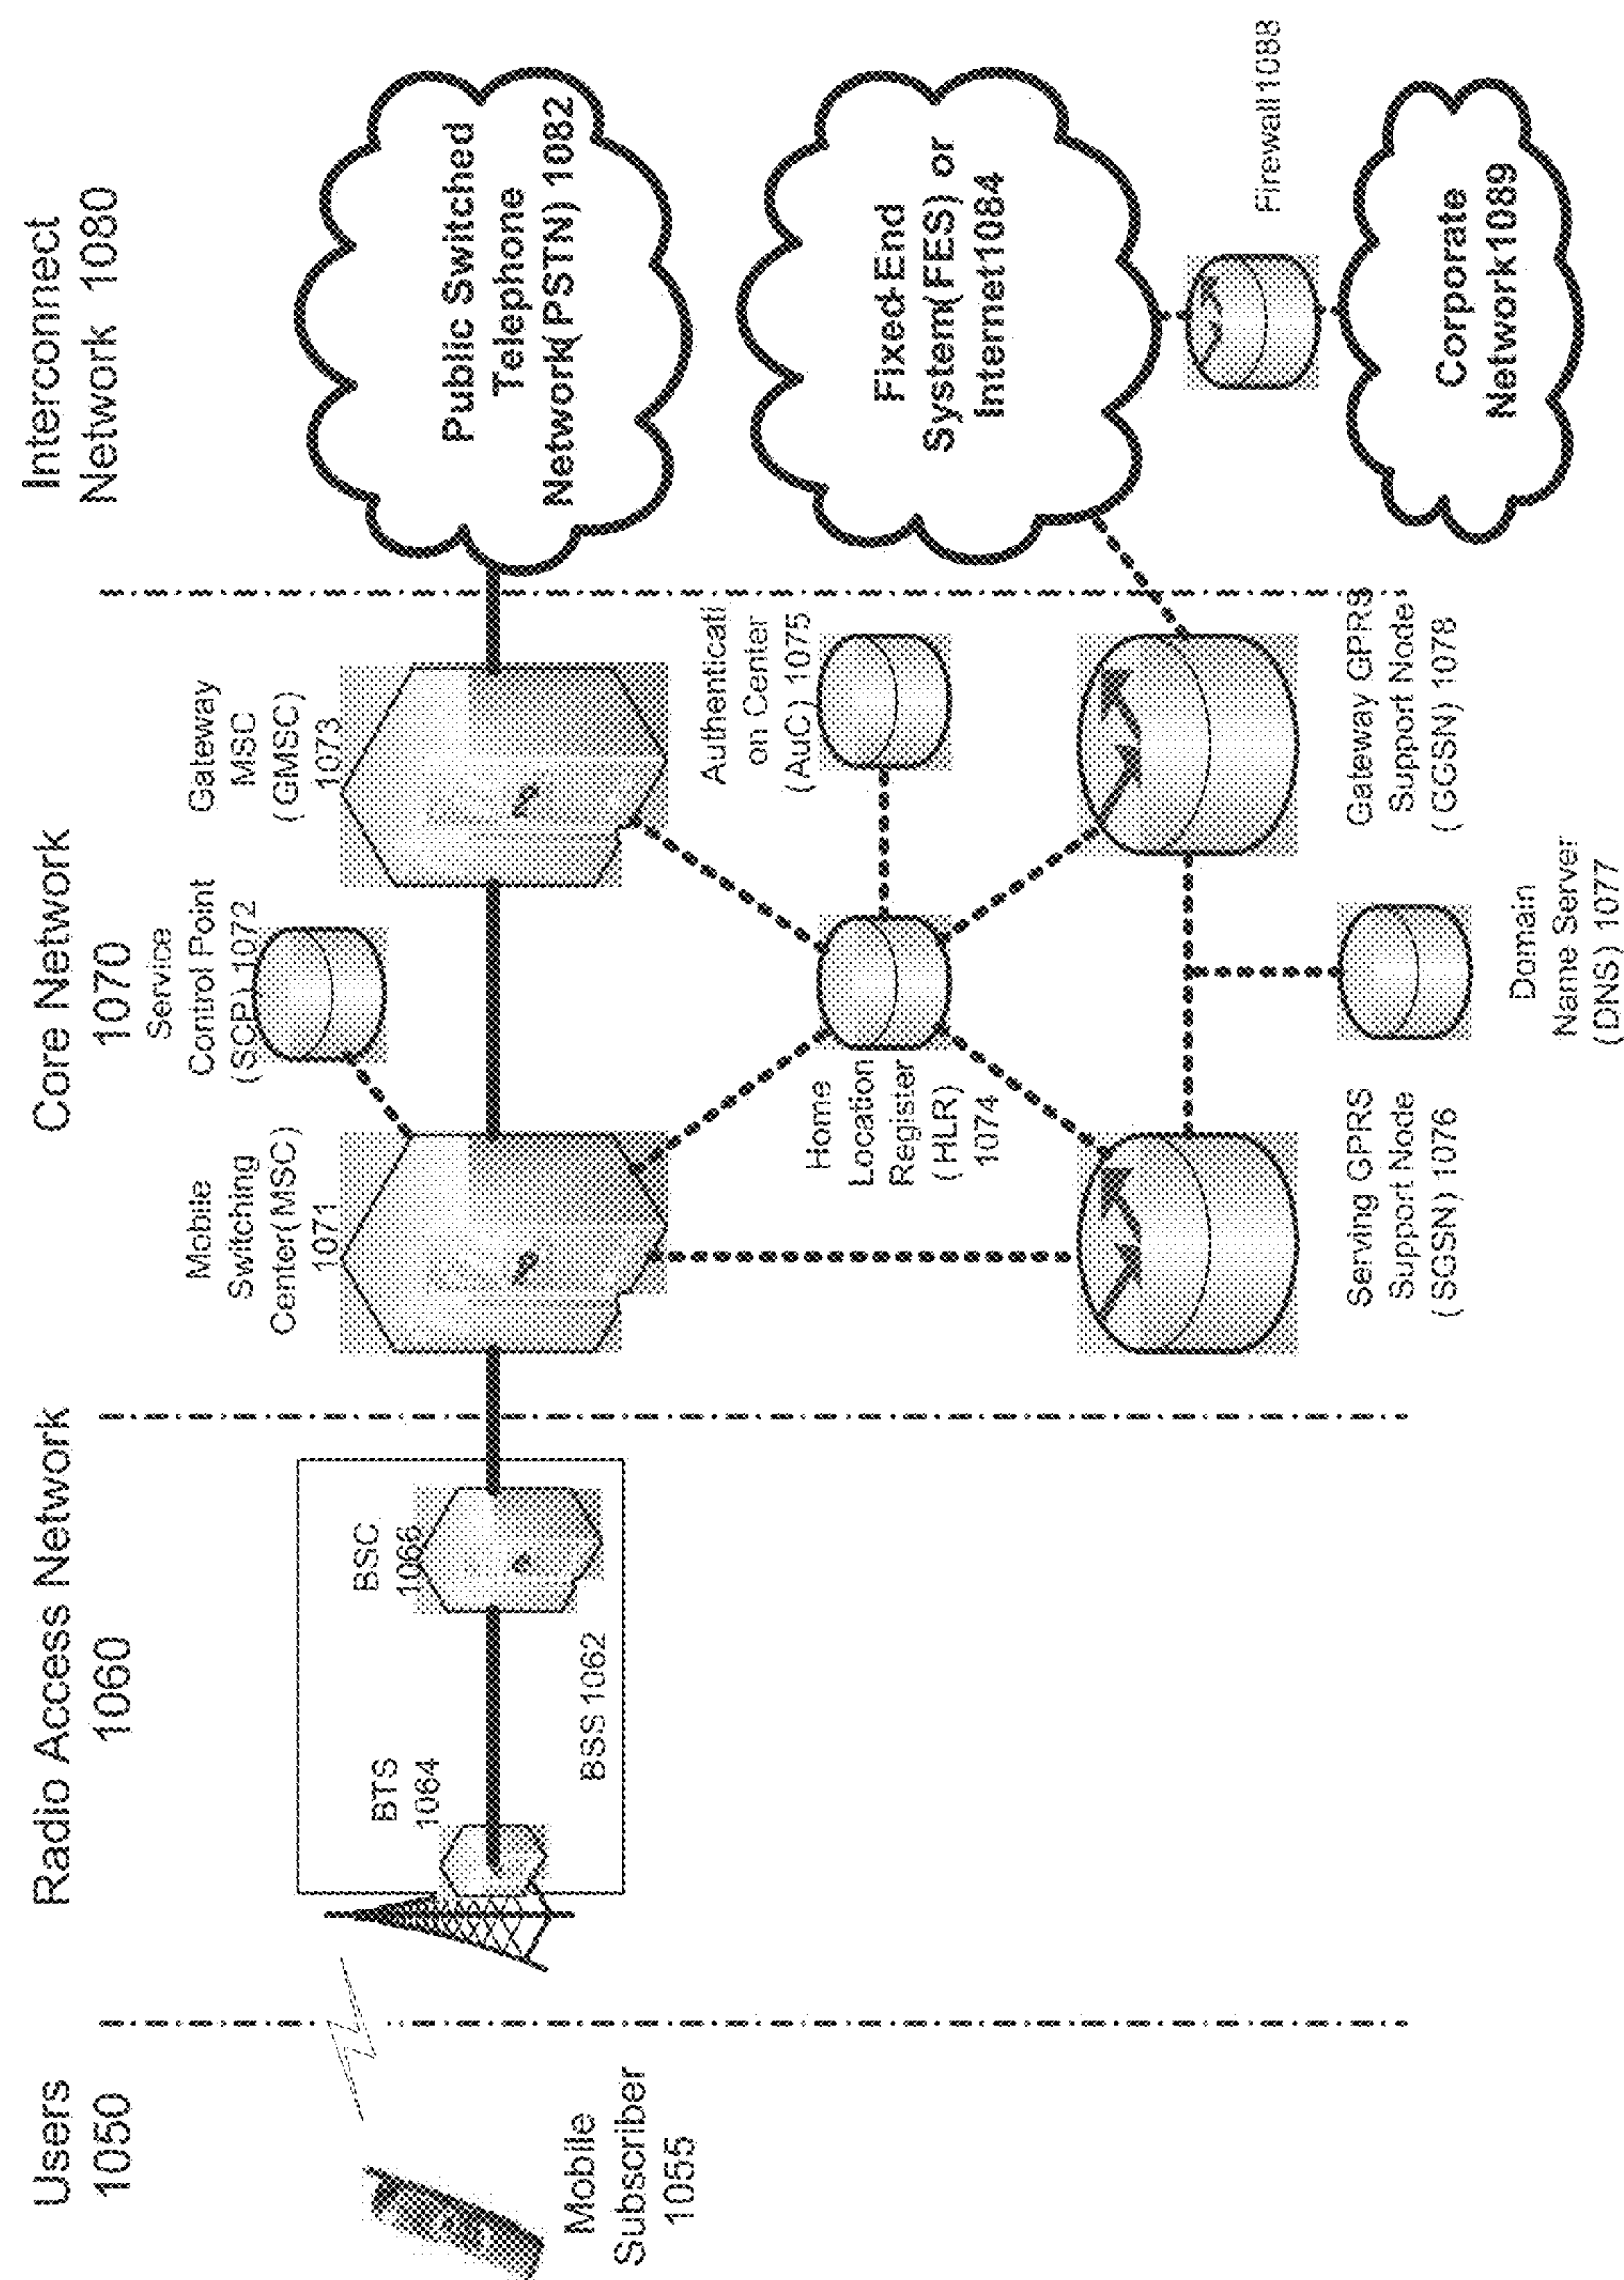 Users
1050
Radio Access Network
1060
Core Network
1070
Interconnect
Network 1080
Mobile
Subscriber
1055
BTS
1064
BSC
1066
BSS 1062
Mobile
Switching
Center(MSC)
1071
Service
Control Point
(SCP) 1072
Gateway
MSC
(GMSC)
1073
Home
Location
Register
(HLR)
1074
Authenticati
on Center
(AuC) 1075
Serving GPRS
Support Node
(SGSN) 1076
Domain
Name Server
(DNS) 1077
Gateway GPRS
Support Node
(GGSN) 1078
Public Switched
Telephone
Network(PSTN) 1082
Fixed-End
System(FES) or
Internet1084
Firewall1088
Corporate
Network1089